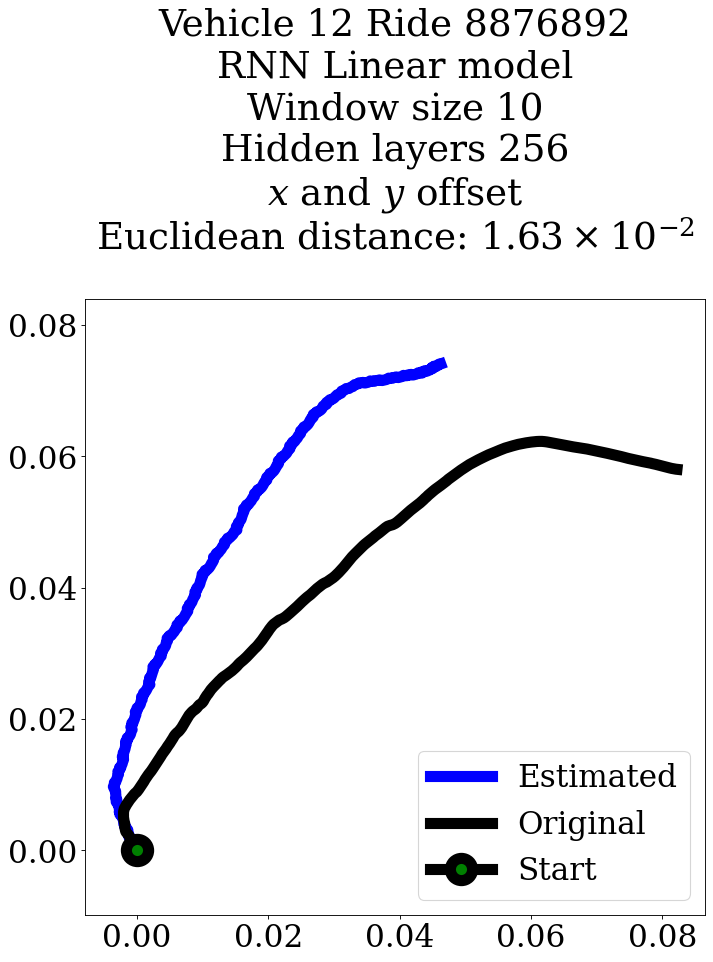 Vehicle 12 Ride 8876892
RNN Linear model
Window size 10
Hidden layers 256
x and y offset
Euclidean distance: 1.63 × 10⁻²
0.08
0.06
0.04
0.02
0.00
Estimated
Original
Start
0.00 0.02 0.04 0.06 0.08